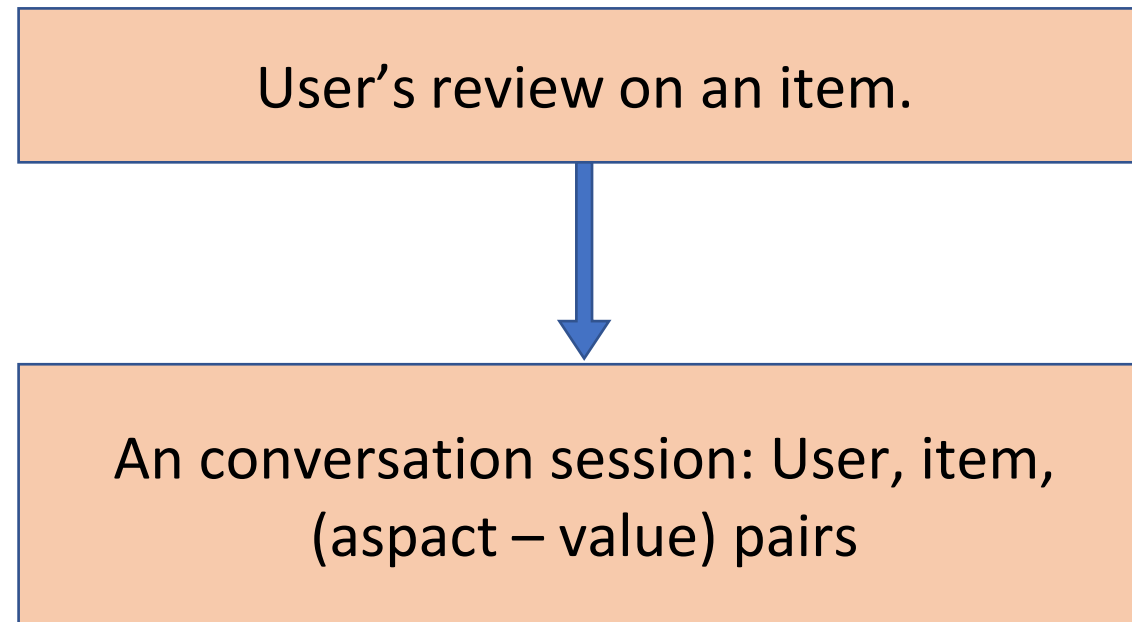 User’s review on an item.
An conversation session: User, item,
(aspact – value) pairs